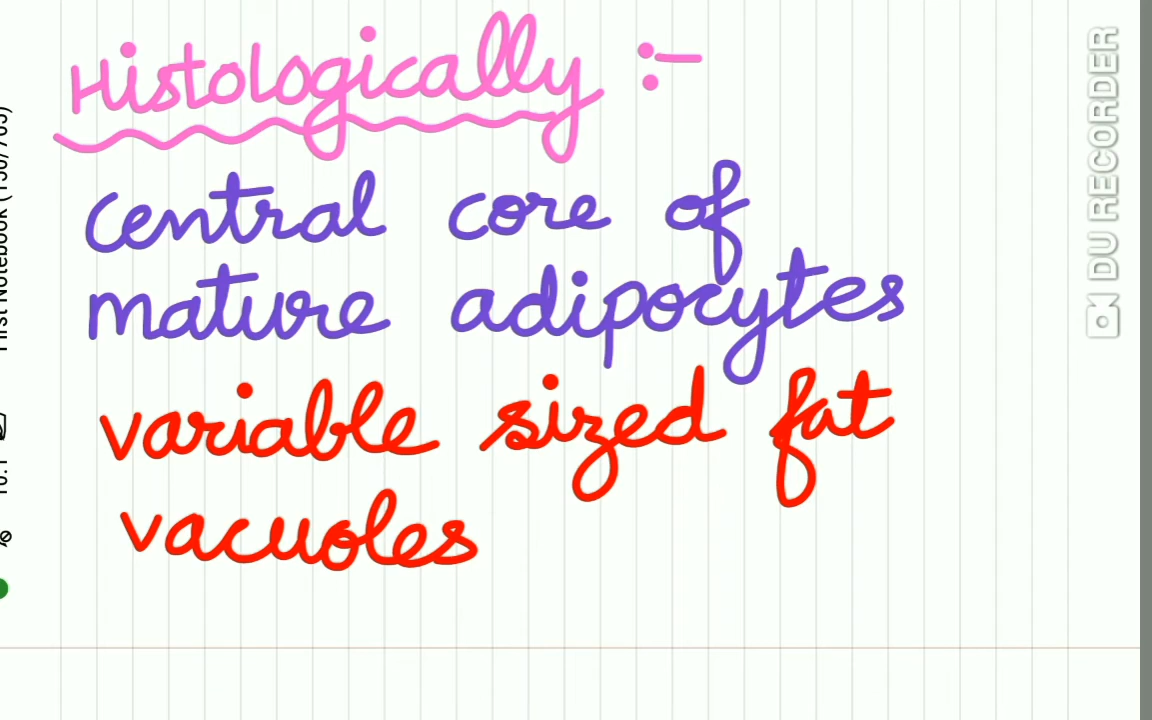 Histologically :-
central core of
mature adipocytes
variable sized fat
vacuoles
DU RECORDER